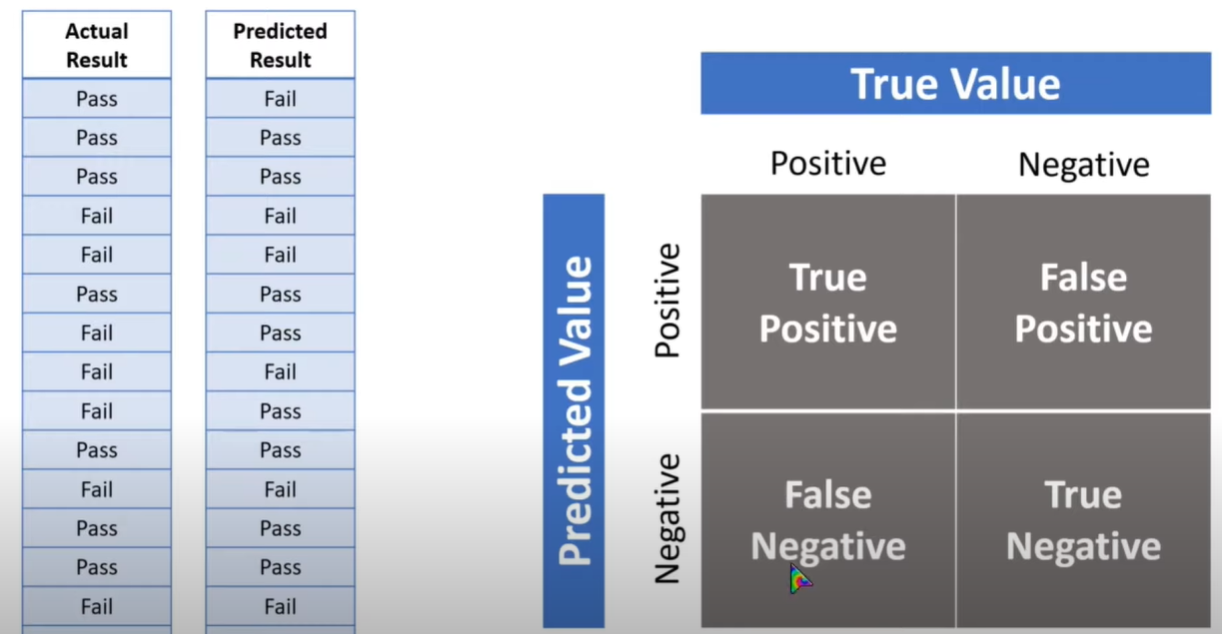 Actual Result
Predicted Result
Pass Fail
Pass Pass
Pass Pass
Fail Fail
Fail Fail
Pass Pass
Fail Pass
Fail Fail
Fail Pass
Pass Pass
Fail Fail
Pass Pass
Pass Pass
Fail Fail
True Value
Positive Negative
Predicted Value
Positive
Negative
True Positive
False Positive
False Negative
True Negative